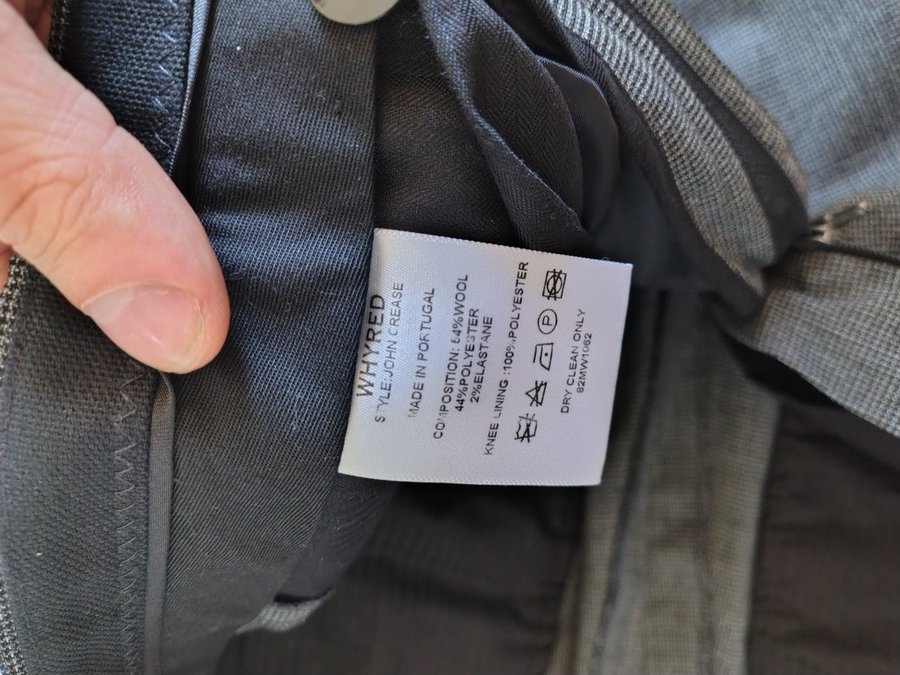 WHYRED
STYLE:JOHN CREASE
MADE IN PORTUGAL
COMPOSITION: 54%WOOL
44%POLYESTER
2%ELASTANE
KNEE LINING :100%POLYESTER
P
DRY CLEAN ONLY
82MW1062